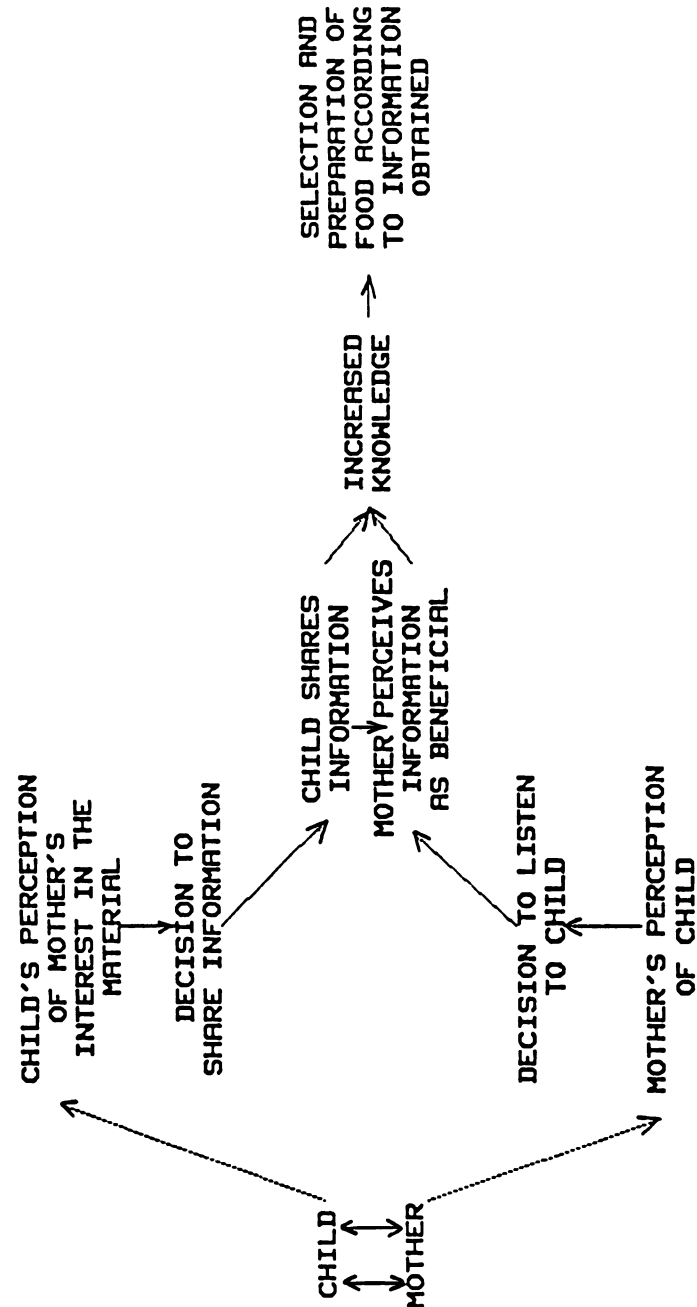 CHILD
MOTHER
CHILD'S PERCEPTION
OF MOTHER'S
INTEREST IN THE
MATERIAL
DECISION TO
SHARE INFORMATION
DECISION TO LISTEN
TO CHILD
MOTHER'S PERCEPTION
OF CHILD
CHILD SHARES
INFORMATION
MOTHER PERCEIVES
INFORMATION
AS BENEFICIAL
INCREASED
KNOWLEDGE
SELECTION AND
PREPARATION OF
FOOD ACCORDING
TO INFORMATION
OBTAINED